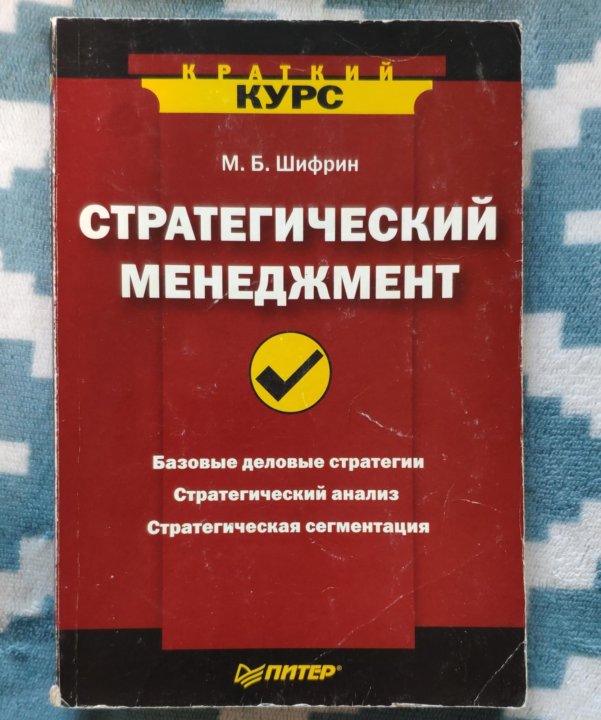 КРАТКИЙ
КУРС
М. Б. Шифрин
СТРАТЕГИЧЕСКИЙ
МЕНЕДЖМЕНТ
Базовые деловые стратегии
Стратегический анализ
Стратегическая сегментация
ПИТЕР®